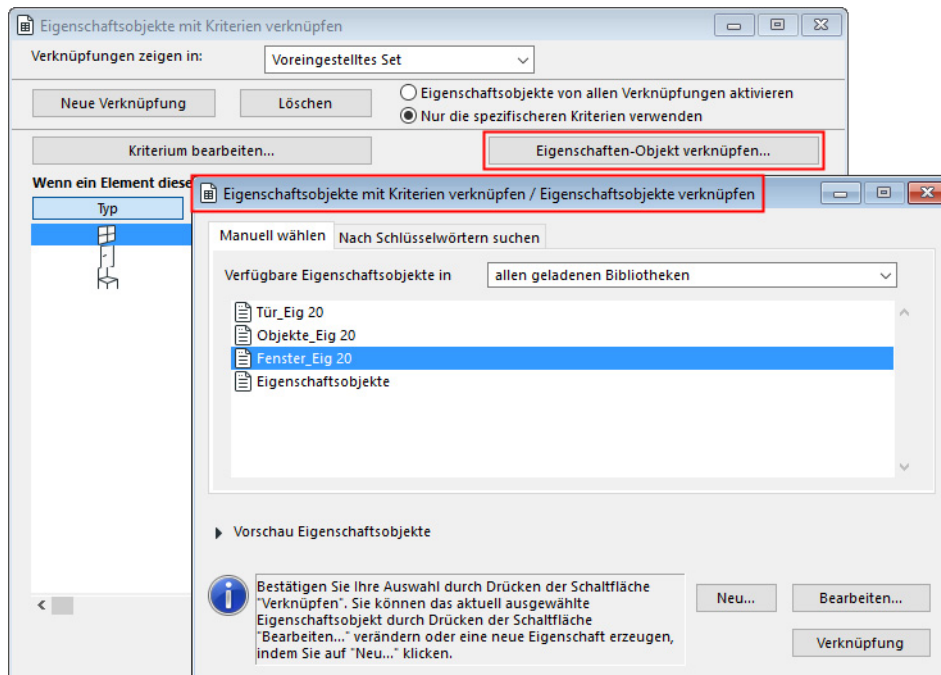 Eigenschaftsobjekte mit Kriterien verknüpfen
Verknüpfungen zeigen in:
Voreingestelltes Set
Neue Verknüpfung
Löschen
Eigenschaftsobjekte von allen Verknüpfungen aktivieren
Nur die spezifischeren Kriterien verwenden
Kriterium bearbeiten...
Eigenschaften-Objekt verknüpfen...
Wenn ein Element diese
Typ
Eigenschaftsobjekte mit Kriterien verknüpfen / Eigenschaftsobjekte verknüpfen
Manuell wählen
Nach Schlüsselwörtern suchen
Verfügbare Eigenschaftsobjekte in
allen geladenen Bibliotheken
Tür_Eig 20
Objekte_Eig 20
Fenster_Eig 20
Eigenschaftsobjekte
Vorschau Eigenschaftsobjekte
Bestätigen Sie Ihre Auswahl durch Drücken der Schaltfläche
"Verknüpfen". Sie können das aktuell ausgewählte
Eigenschaftsobjekt durch Drücken der Schaltfläche
"Bearbeiten..." verändern oder eine neue Eigenschaft erzeugen,
indem Sie auf "Neu..." klicken.
Neu...
Bearbeiten...
Verknüpfung